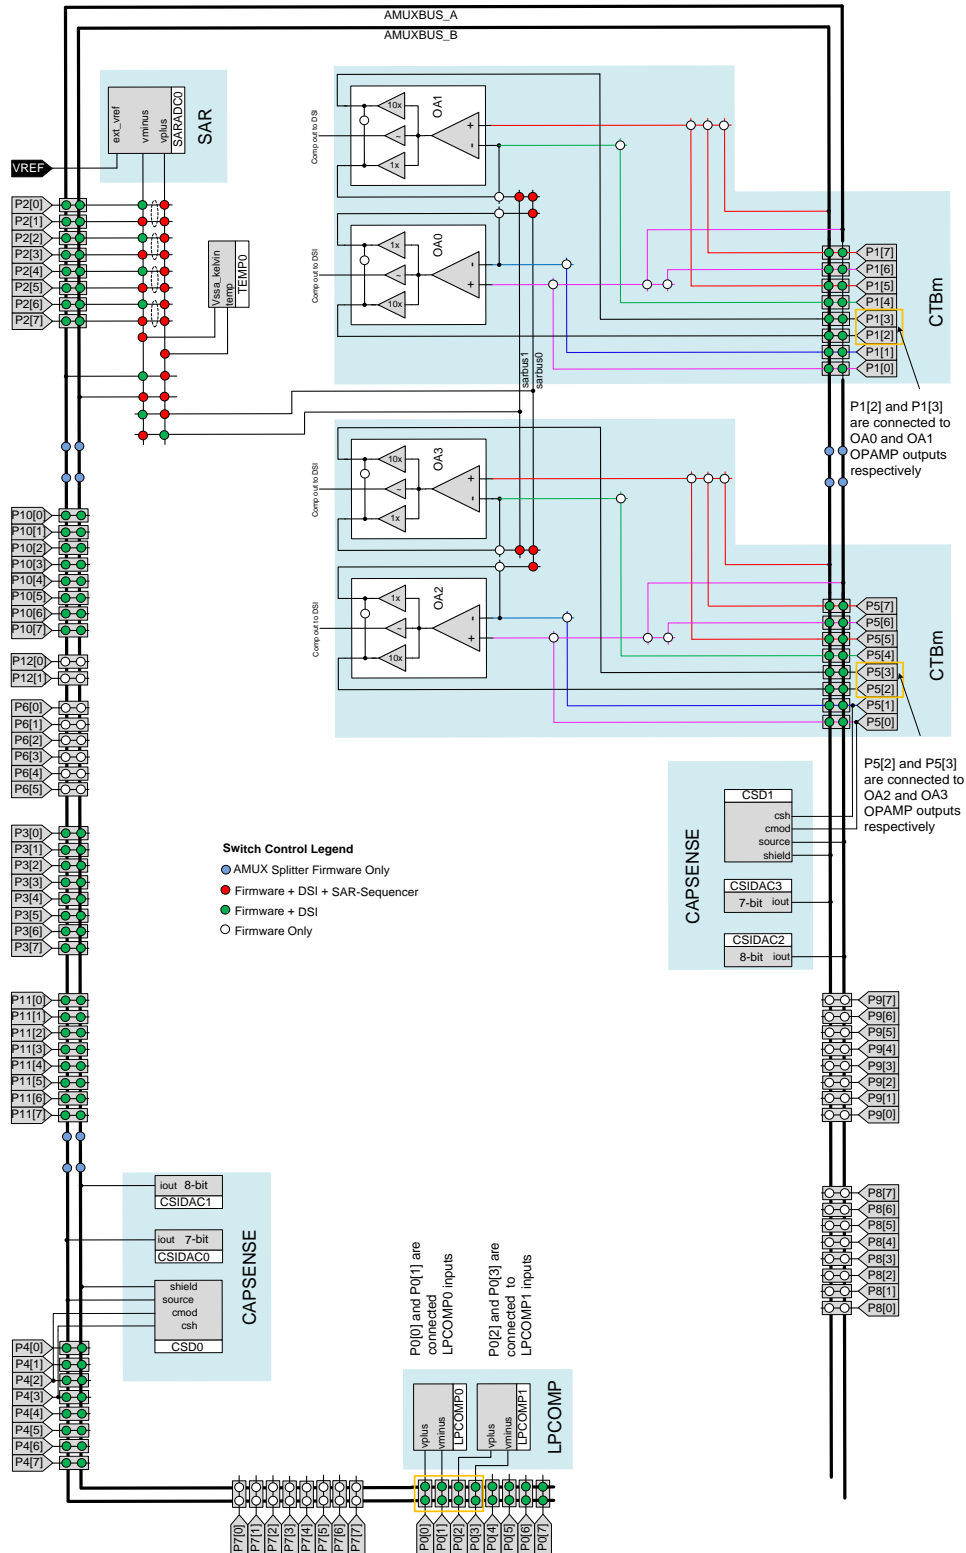 AMUXBUS_A
AMUXBUS_B
SAR
SARADC0
ext_vref
vminus
vplus
VREF
P2[0]
P2[1]
P2[2]
P2[3]
P2[4]
P2[5]
P2[6]
P2[7]
Vssa_kelvin
temp
TEMP0
Comp out to DSI
10x
~
1x
OA1
+
-
Comp out to DSI
1x
~
10x
OA0
-
+
sarbus1
sarbus0
P1[7]
P1[6]
P1[5]
P1[4]
P1[3]
P1[2]
P1[1]
P1[0]
CTBm
P1[2] and P1[3]
are connected to
OA0 and OA1
OPAMP outputs
respectively
Comp out to DSI
10x
~
1x
OA3
+
-
Comp out to DSI
1x
~
10x
OA2
-
+
P5[7]
P5[6]
P5[5]
P5[4]
P5[3]
P5[2]
P5[1]
P5[0]
CTBm
P5[2] and P5[3]
are connected to
OA2 and OA3
OPAMP outputs
respectively
P10[0]
P10[1]
P10[2]
P10[3]
P10[4]
P10[5]
P10[6]
P10[7]
P12[0]
P12[1]
P6[0]
P6[1]
P6[2]
P6[3]
P6[4]
P6[5]
P3[0]
P3[1]
P3[2]
P3[3]
P3[4]
P3[5]
P3[6]
P3[7]
Switch Control Legend
AMUX Splitter Firmware Only
Firmware + DSI + SAR-Sequencer
Firmware + DSI
Firmware Only
CAPSENSE
CSD1
csh
cmod
source
shield
CSIDAC3
7-bit iout
CSIDAC2
8-bit iout
P11[0]
P11[1]
P11[2]
P11[3]
P11[4]
P11[5]
P11[6]
P11[7]
P9[7]
P9[6]
P9[5]
P9[4]
P9[3]
P9[2]
P9[1]
P9[0]
P8[7]
P8[6]
P8[5]
P8[4]
P8[3]
P8[2]
P8[1]
P8[0]
iout 8-bit
CSIDAC1
iout 7-bit
CSIDAC0
shield
source
cmod
csh
CSD0
CAPSENSE
P4[0]
P4[1]
P4[2]
P4[3]
P4[4]
P4[5]
P4[6]
P4[7]
P0[0] and P0[1] are
connected
LPCOMP0 inputs
P0[2] and P0[3] are
connected to
LPCOMP1 inputs
vplus
vminus
LPCOMP0
vplus
vminus
LPCOMP1
LPCOMP
P7[0]
P7[1]
P7[2]
P7[3]
P7[4]
P7[5]
P7[6]
P7[7]
P0[0]
P0[1]
P0[2]
P0[3]
P0[4]
P0[5]
P0[6]
P0[7]